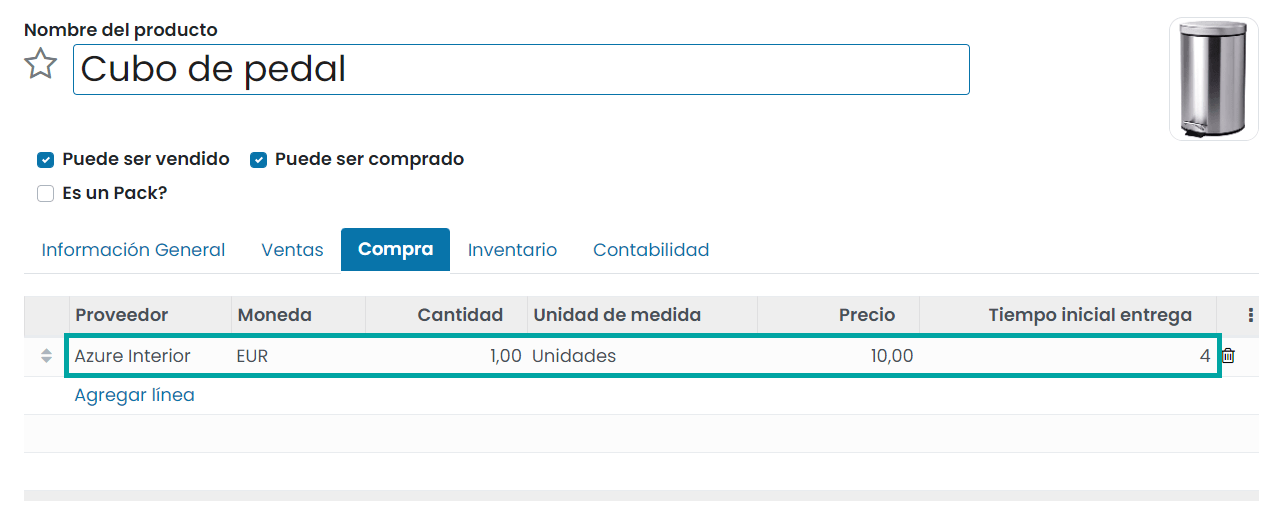 Nombre del producto
Cubo de pedal
Puede ser vendido Puede ser comprado
Es un Pack?
Información General Ventas Compra Inventario Contabilidad
Proveedor Moneda Cantidad Unidad de medida Precio Tiempo inicial entrega
Azure Interior EUR 1,00 Unidades 10,00 4
Agregar línea